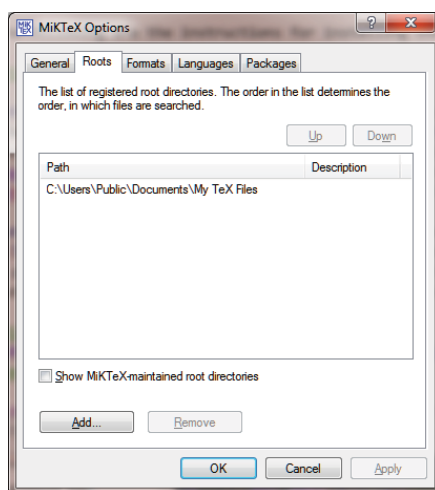 MiKTeX Options
General Roots Formats Languages Packages
The list of registered root directories. The order in the list determines the
order, in which files are searched.
Up Down
Path Description
C:\Users\Public\Documents\My TeX Files
Show MiKTeX-maintained root directories
Add... Remove
OK Cancel Apply